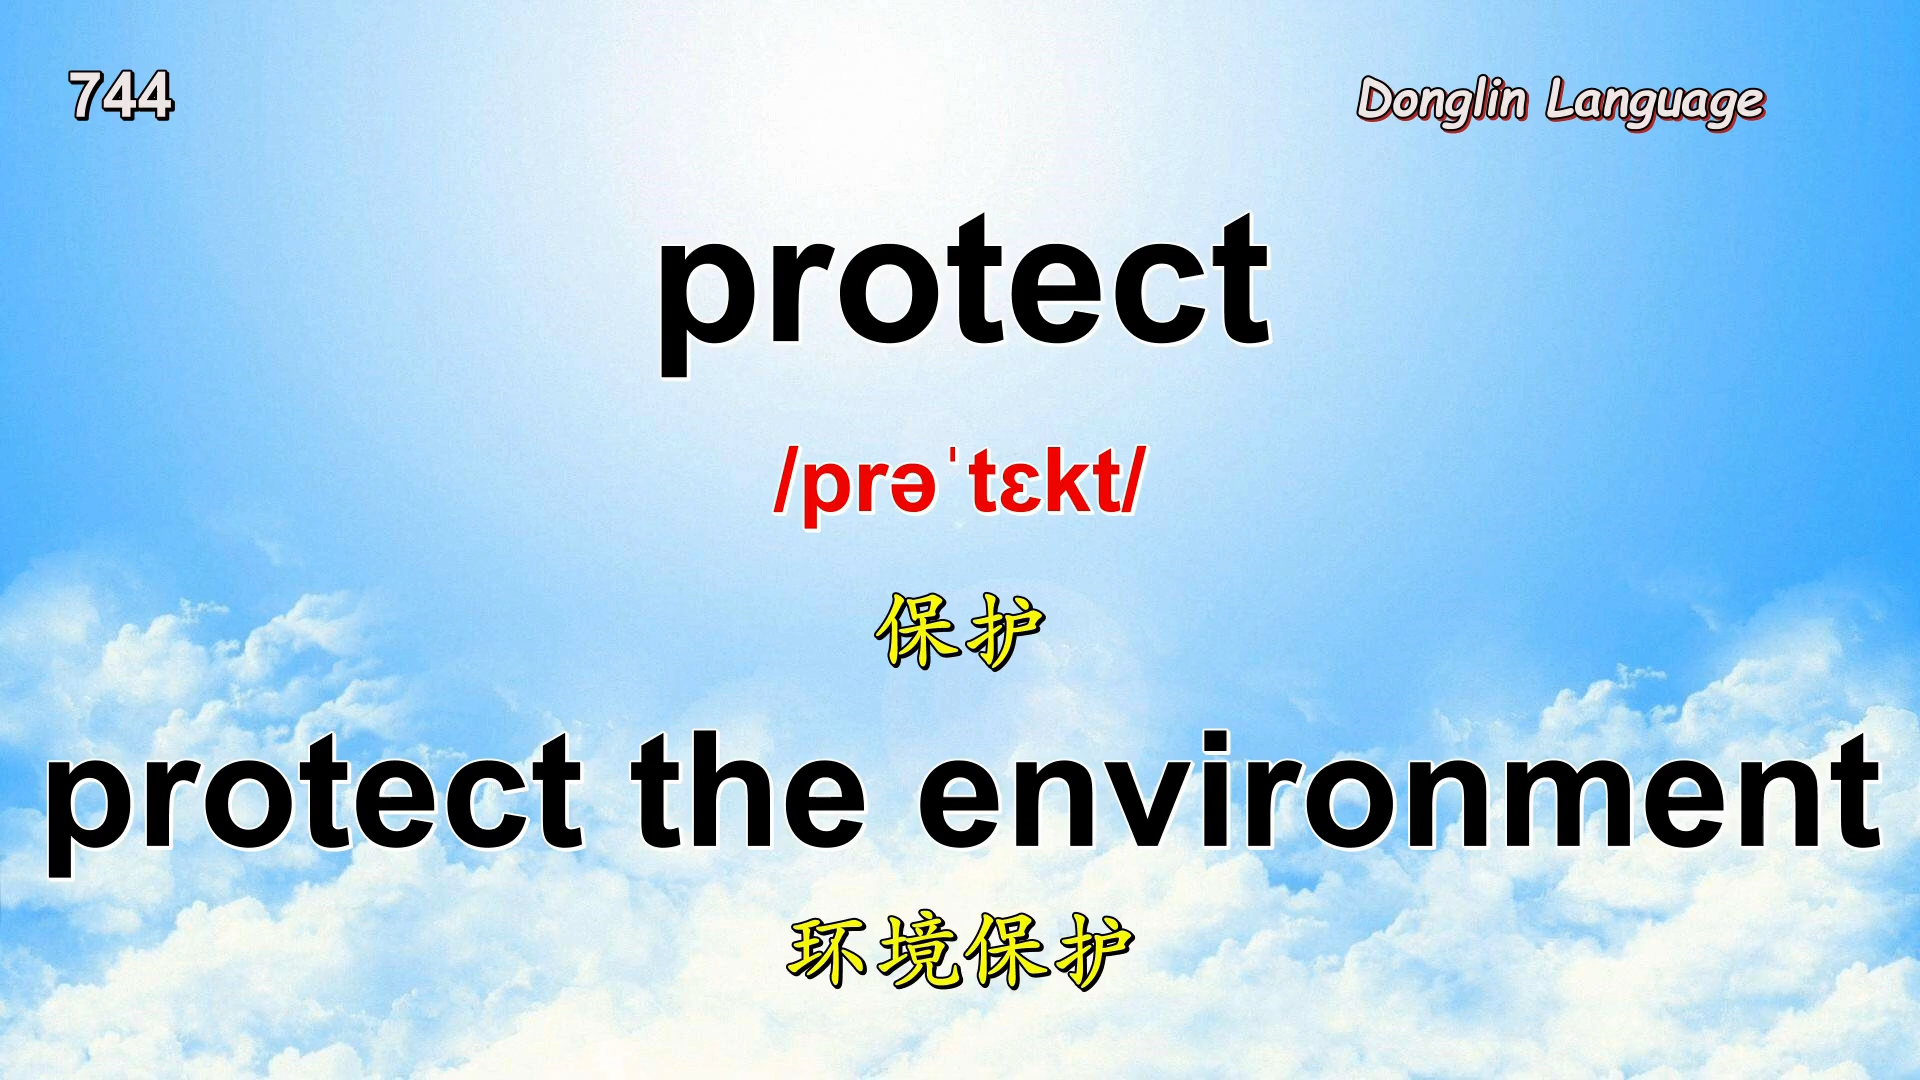 744
Donglin Language
protect
/prəˈtɛkt/
保护
protect the environment
环境保护